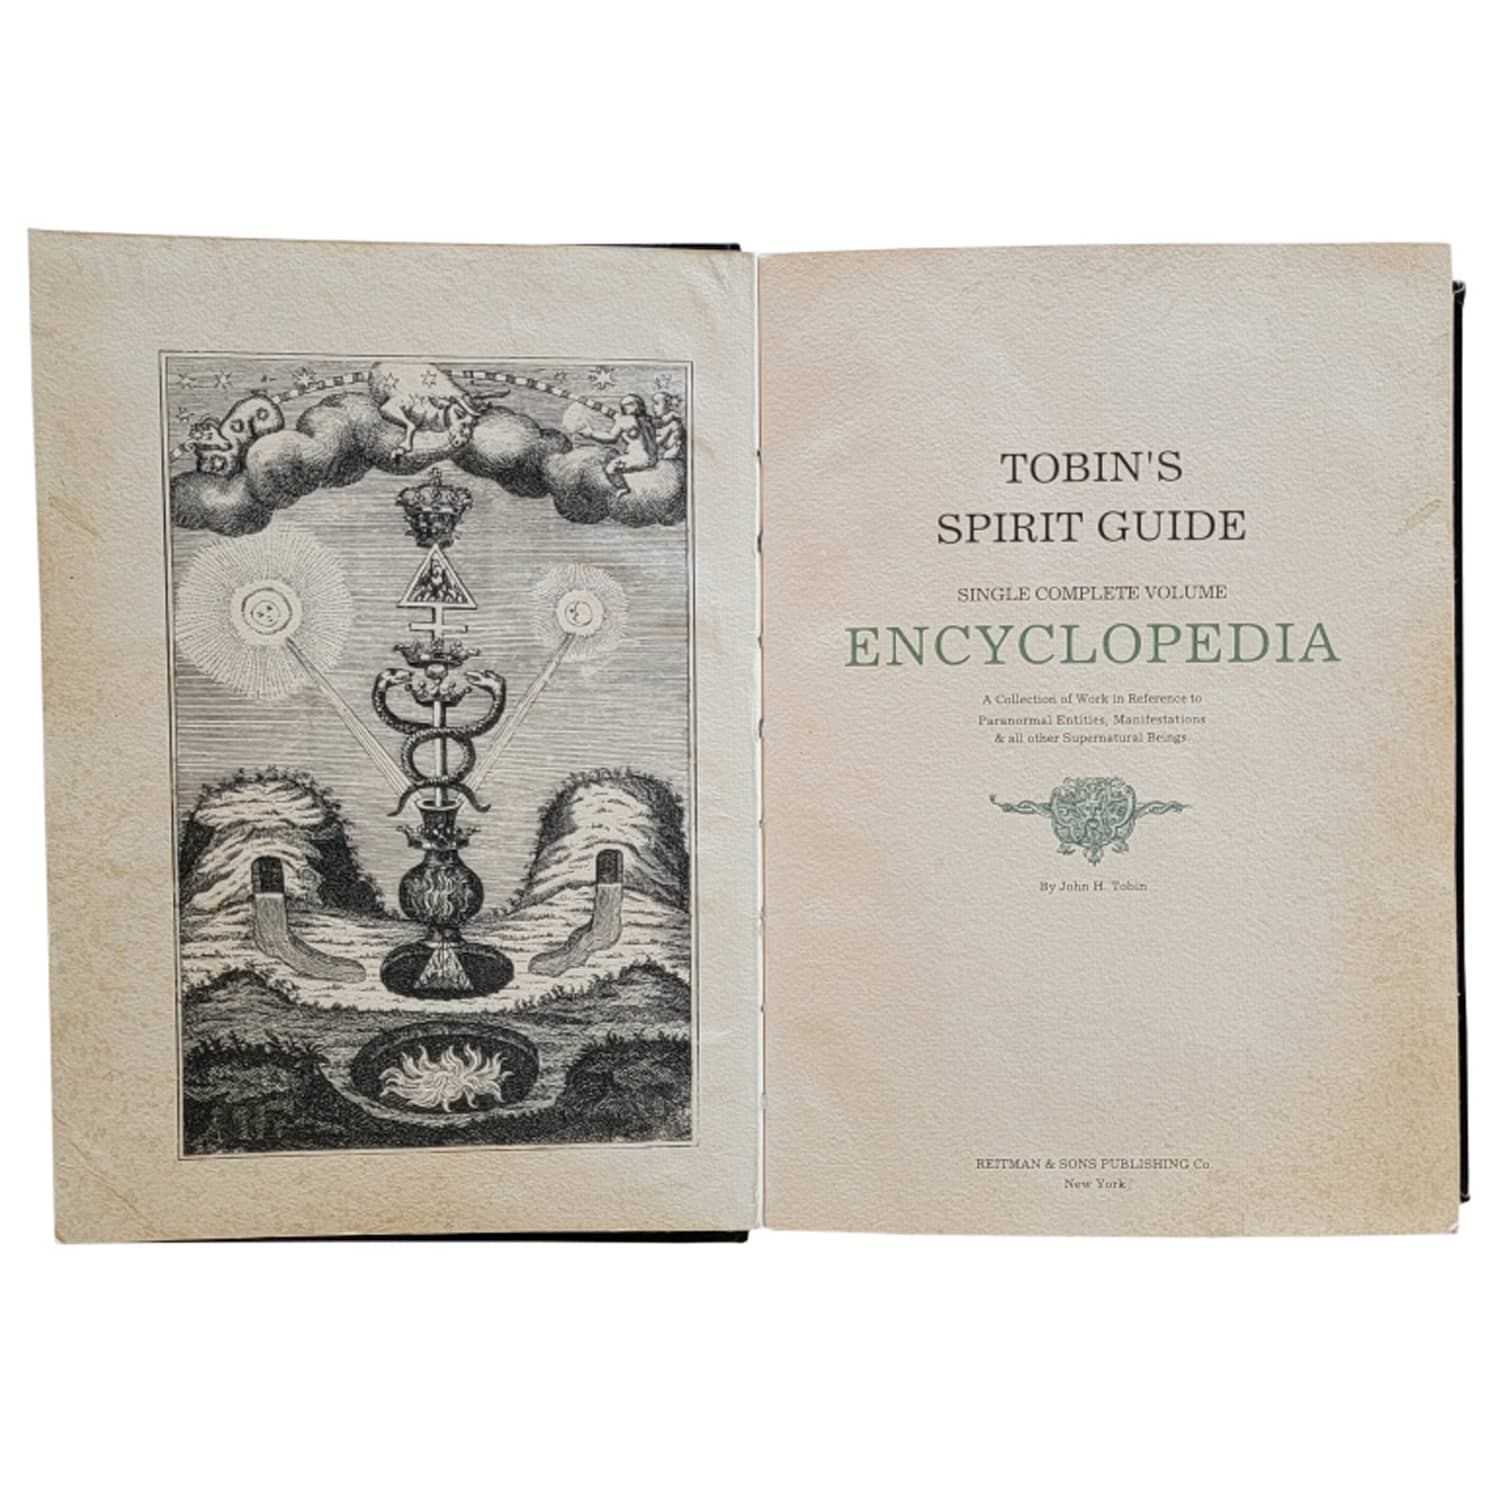 TOBIN'S
SPIRIT GUIDE
SINGLE COMPLETE VOLUME
ENCYCLOPEDIA
A Collection of Work in Reference to
Paranormal Entities, Manifestations
& all other Supernatural Beings.
By John H. Tobin
REITMAN & SONS PUBLISHING Co.
New York